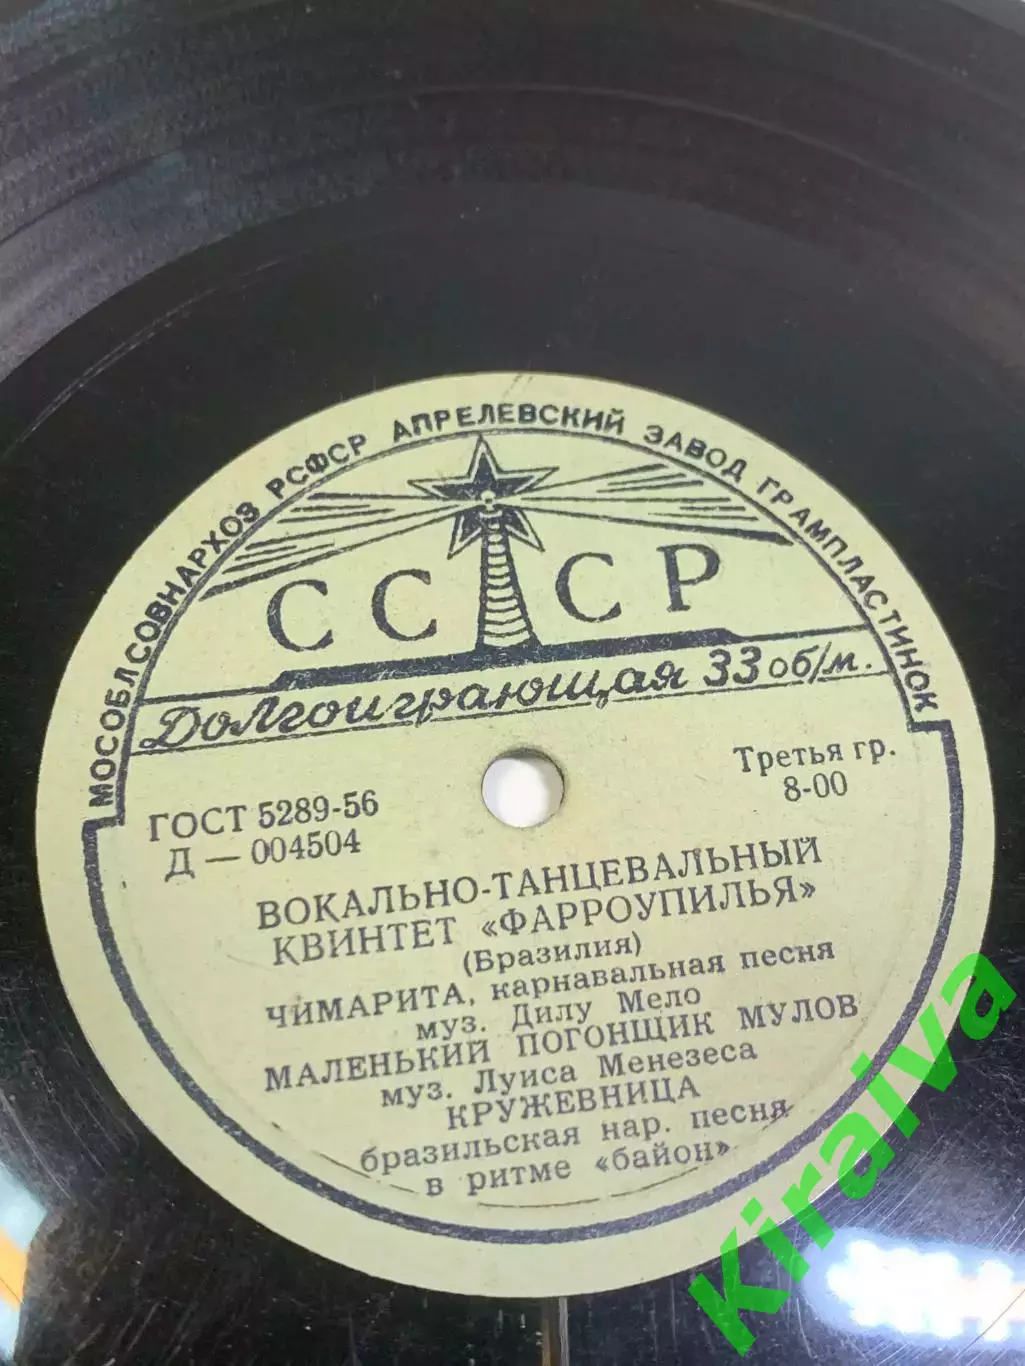 МОСОБЛСОВНАРХОЗ РСФСР АПРЕЛЕВСКИЙ ЗАВОД ГРАМПЛАСТИНОК
СССР
Долгоиграющая 33 об/м.
ГОСТ 5289-56
Д — 004504
Третья гр.
8-00
ВОКАЛЬНО-ТАНЦЕВАЛЬНЫЙ
КВИНТЕТ «ФАРРОУПИЛЬЯ»
(Бразилия)
ЧИМАРИТА, карнавальная песня
муз. Дилу Мело
МАЛЕНЬКИЙ ПОГОНЩИК МУЛОВ
муз. Луиса Менезеса
КРУЖЕВНИЦА
бразильская нар. песня
в ритме «байон»
Kiraiva